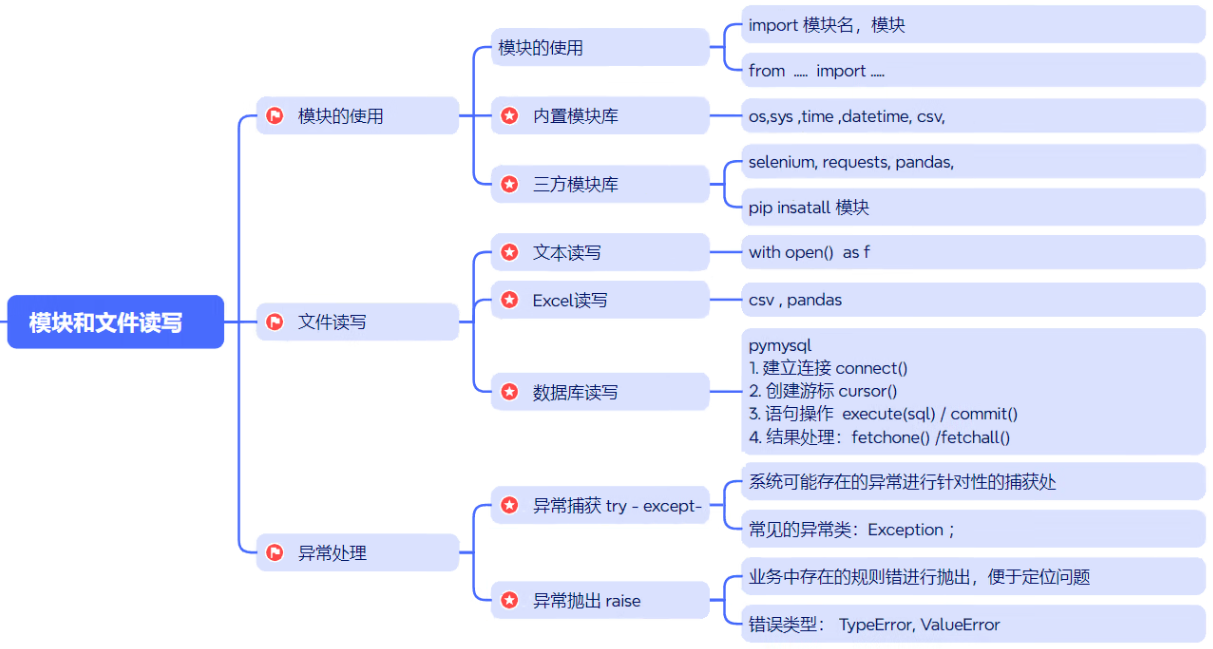 模块和文件读写
模块的使用
模块的使用
import 模块名，模块
from ..... import .....
内置模块库
os,sys ,time ,datetime, csv,
三方模块库
selenium, requests, pandas,
pip insatall 模块
文件读写
文本读写
with open() as f
Excel读写
csv , pandas
数据库读写
pymysql
1. 建立连接 connect()
2. 创建游标 cursor()
3. 语句操作 execute(sql) / commit()
4. 结果处理：fetchone() /fetchall()
异常处理
异常捕获 try - except-
系统可能存在的异常进行针对性的捕获处
常见的异常类：Exception ;
异常抛出 raise
业务中存在的规则错进行抛出，便于定位问题
错误类型： TypeError, ValueError